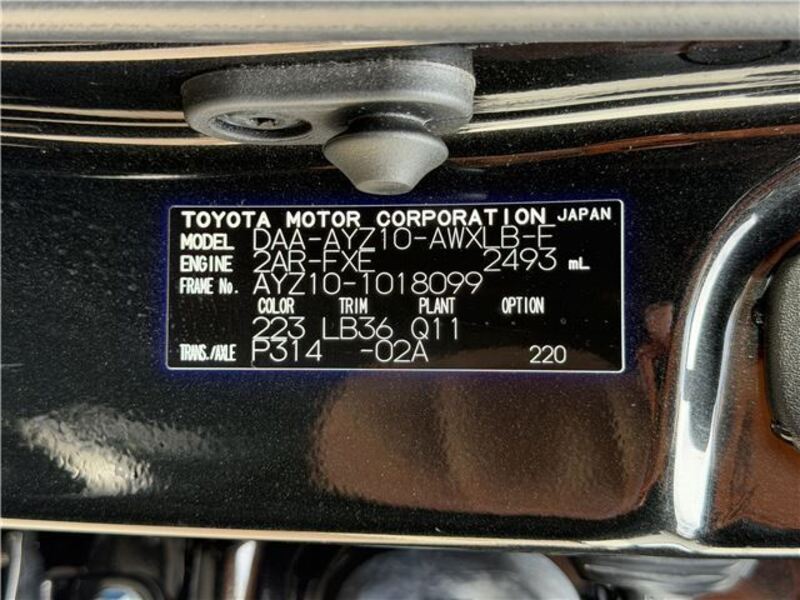 TOYOTA MOTOR CORPORATION JAPAN
MODEL DAA-AYZ10-AWXLB-E
ENGINE 2AR-FXE 2493 mL
FRAME No. AYZ10-1018099
COLOR TRIM PLANT OPTION
223 LB36 Q11
TRANS./AXLE P314 -02A 220